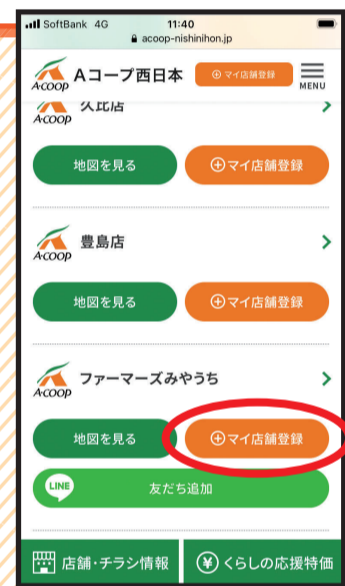 SoftBank 4G 11:40
acoop-nishinihon.jp
A·COOP Aコープ西日本 マイ店舗登録 MENU
A·COOP 久比店
地図を見る マイ店舗登録
A·COOP 豊島店
地図を見る マイ店舗登録
A·COOP ファーマーズみやうち
地図を見る マイ店舗登録
LINE 友だち追加
店舗・チラシ情報 ¥ くらしの応援特価